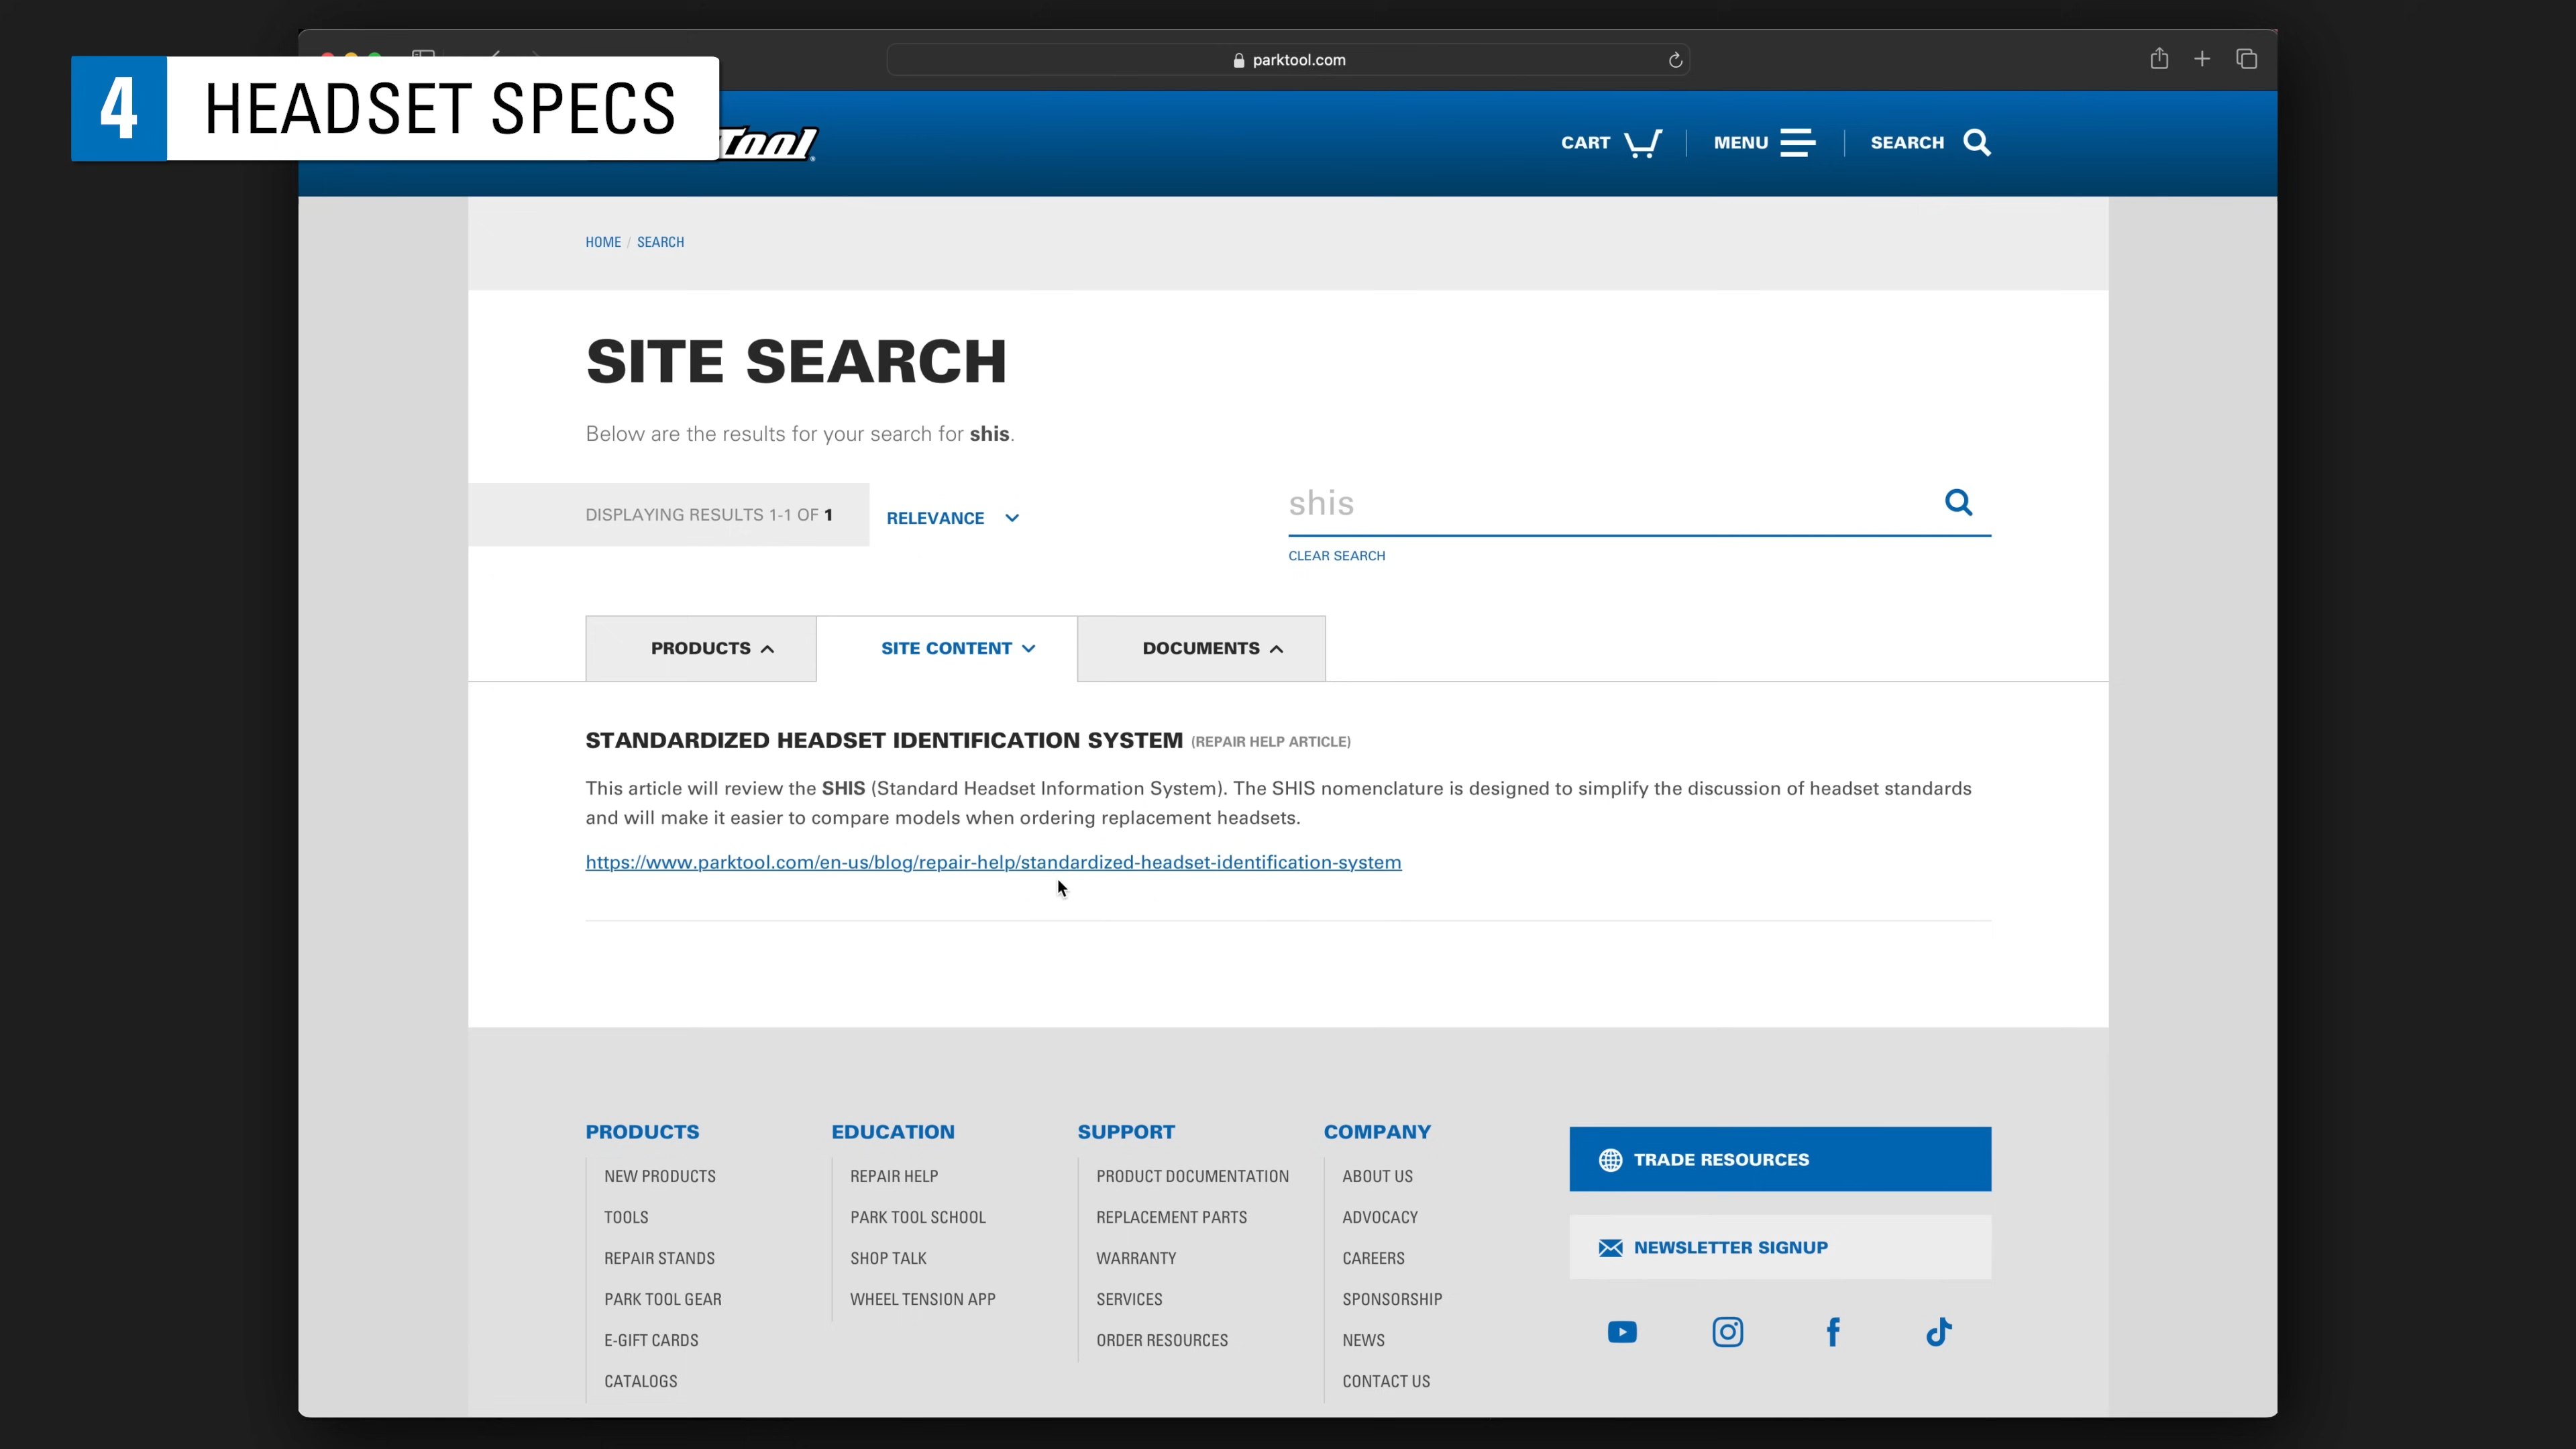 4 HEADSET SPECS
parktool.com
Tool
CART
MENU
SEARCH
HOME / SEARCH
SITE SEARCH
Below are the results for your search for shis.
DISPLAYING RESULTS 1-1 OF 1
RELEVANCE
shis
CLEAR SEARCH
PRODUCTS
SITE CONTENT
DOCUMENTS
STANDARDIZED HEADSET IDENTIFICATION SYSTEM (REPAIR HELP ARTICLE)
This article will review the SHIS (Standard Headset Information System). The SHIS nomenclature is designed to simplify the discussion of headset standards
and will make it easier to compare models when ordering replacement headsets.
https://www.parktool.com/en-us/blog/repair-help/standardized-headset-identification-system
PRODUCTS
NEW PRODUCTS
TOOLS
REPAIR STANDS
PARK TOOL GEAR
E-GIFT CARDS
CATALOGS
EDUCATION
REPAIR HELP
PARK TOOL SCHOOL
SHOP TALK
WHEEL TENSION APP
SUPPORT
PRODUCT DOCUMENTATION
REPLACEMENT PARTS
WARRANTY
SERVICES
ORDER RESOURCES
COMPANY
ABOUT US
ADVOCACY
CAREERS
SPONSORSHIP
NEWS
CONTACT US
TRADE RESOURCES
NEWSLETTER SIGNUP